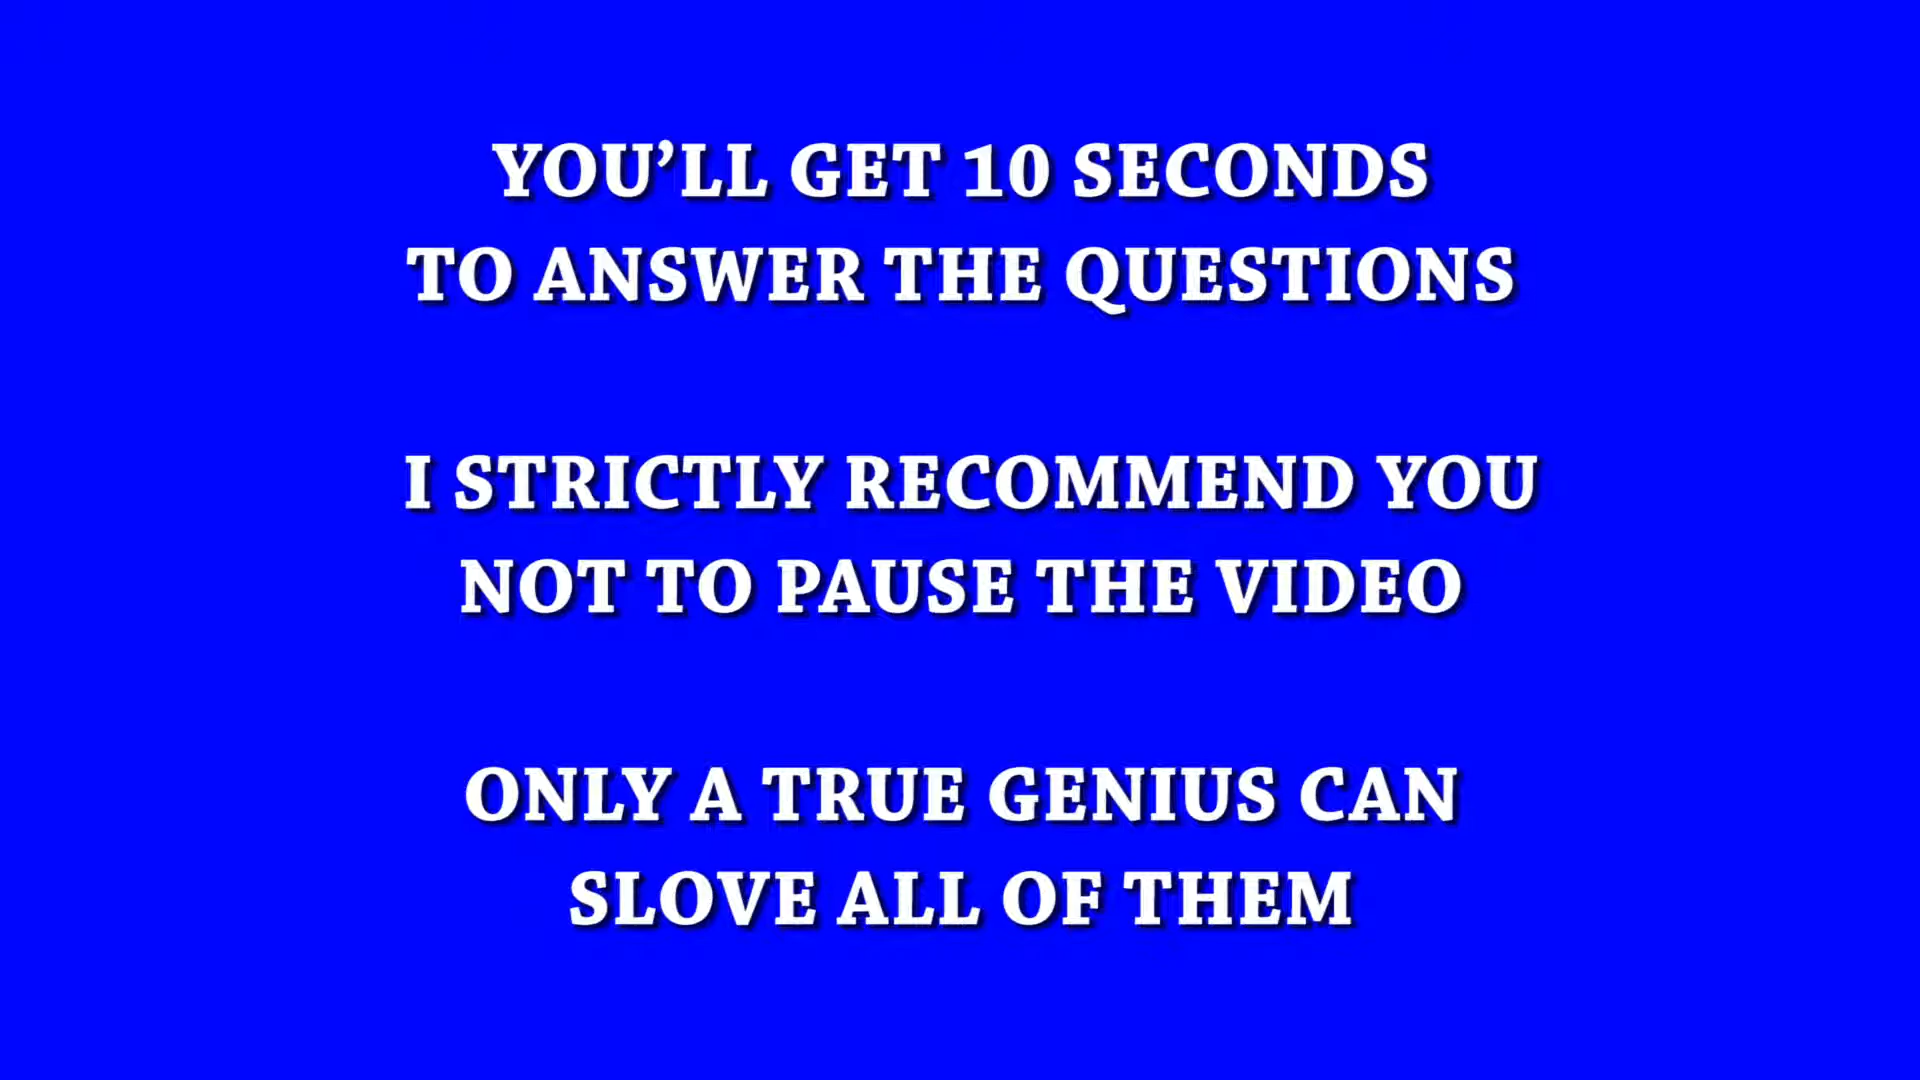 YOU’LL GET 10 SECONDS
TO ANSWER THE QUESTIONS
I STRICTLY RECOMMEND YOU
NOT TO PAUSE THE VIDEO
ONLY A TRUE GENIUS CAN
SLOVE ALL OF THEM